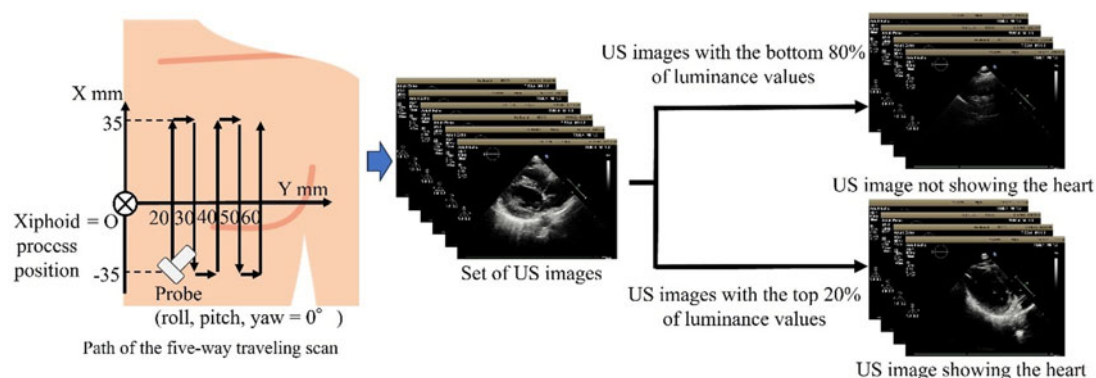 X mm
35
Y mm
20 30 40 50 60
Xiphoid = O
process
position
-35
Probe
(roll, pitch, yaw = 0° )
Path of the five-way traveling scan
Set of US images
US images with the bottom 80%
of luminance values
US image not showing the heart
US images with the top 20%
of luminance values
US image showing the heart